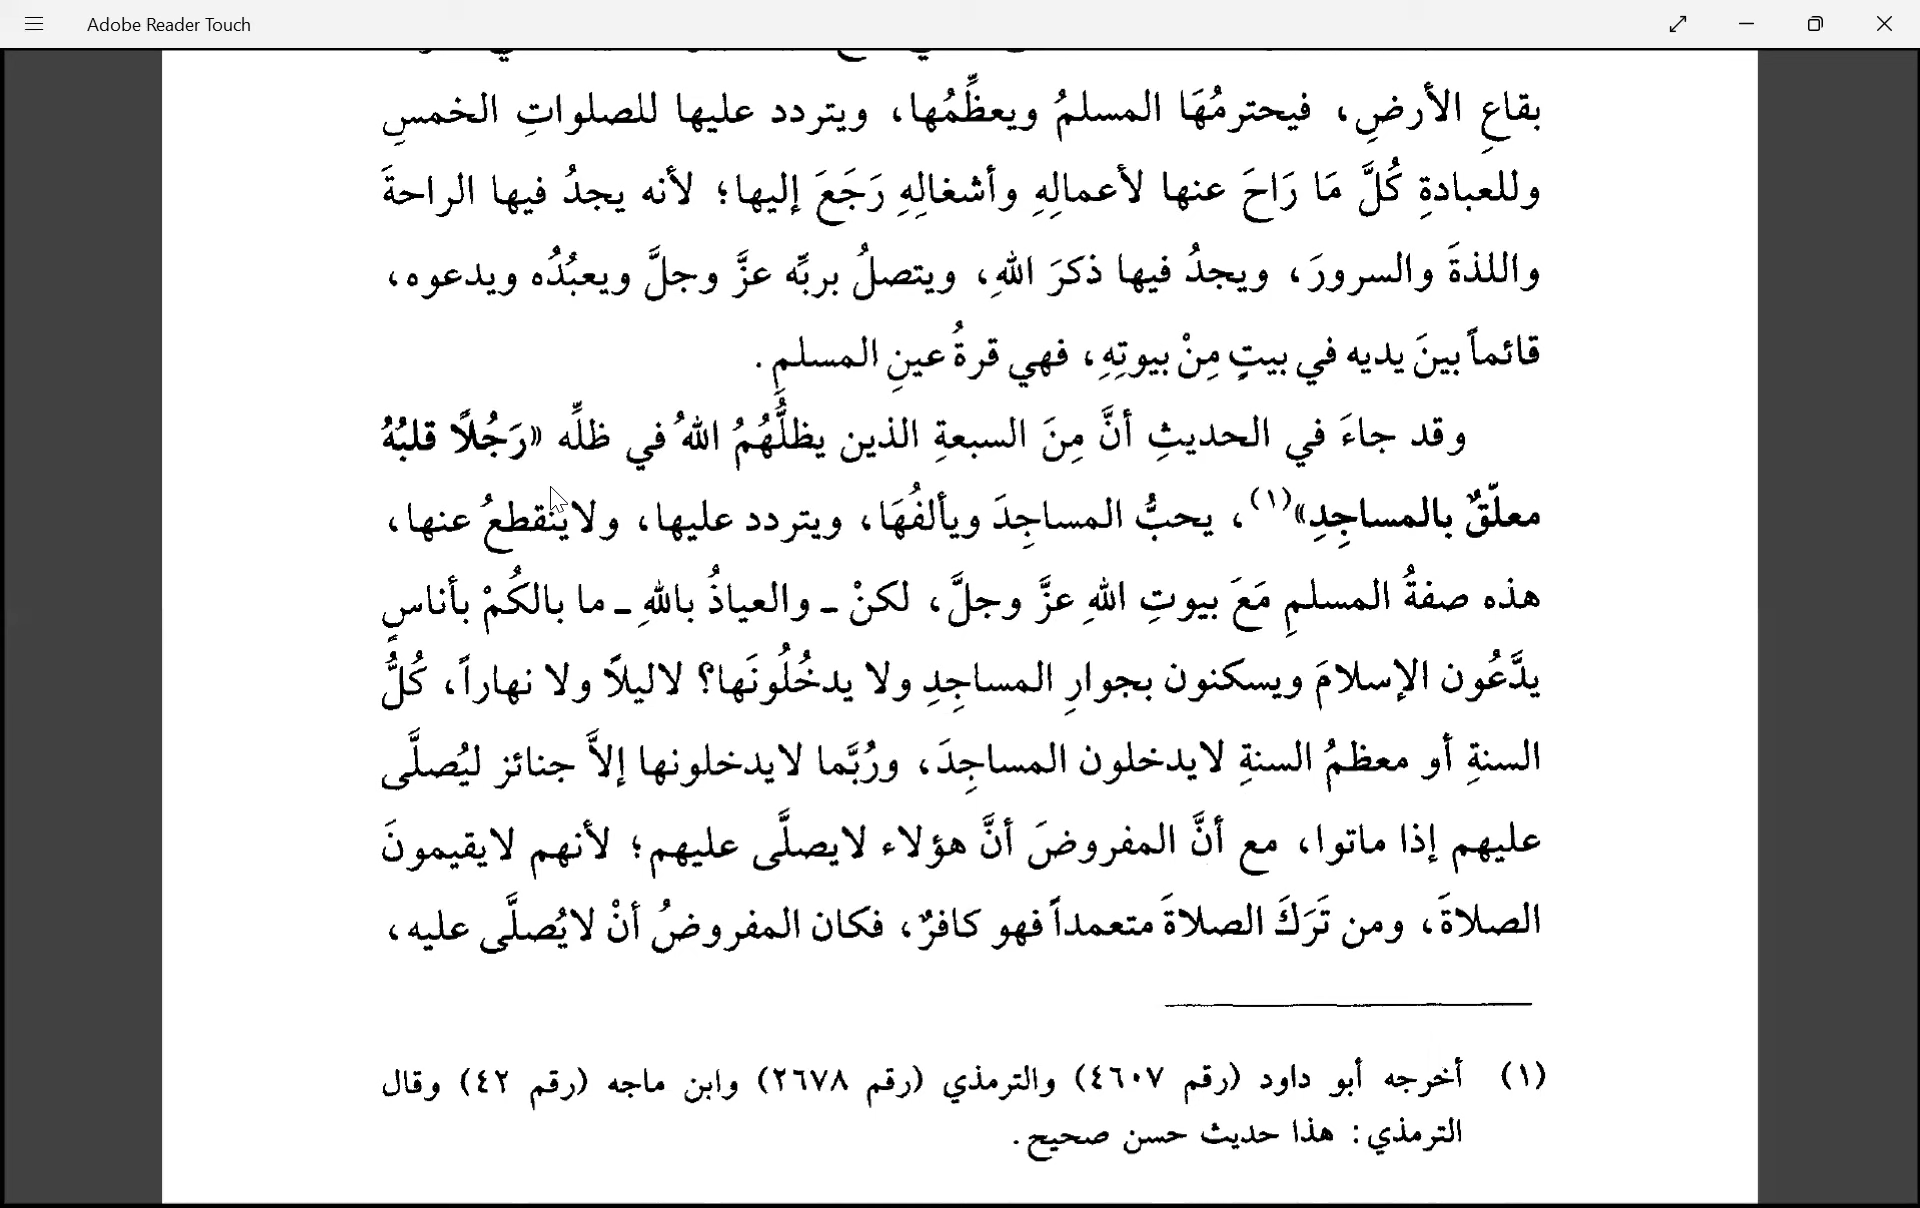 Adobe Reader Touch
بقاعِ الأرضِ، فيحترمُهَا المسلمُ ويعظِّمُها، ويتردد عليها للصلواتِ الخمسِ
وللعبادةِ كُلَّ مَا رَاحَ عنها لأعمالِهِ وأشغالِهِ رَجَعَ إليها؛ لأنه يجدُ فيها الراحةَ
واللذةَ والسرورَ، ويجدُ فيها ذكرَ اللهِ، ويتصلُ بربِّه عزَّ وجلَّ ويعبُدُه ويدعوه،
قائماً بينَ يديه في بيتٍ مِنْ بيوتِهِ، فهي قرةُ عينِ المسلمِ.
وقد جاءَ في الحديثِ أنَّ مِنَ السبعةِ الذين يظلُّهُمُ اللهُ في ظلِّه «رَجُلًا قلبُهُ
معلّقٌ بالمساجِدِ»(١)، يحبُّ المساجِدَ ويألفُهَا، ويتردد عليها، ولاينْقطعُ عنها،
هذه صفةُ المسلمِ مَعَ بيوتِ اللهِ عزَّ وجلَّ، لكنْ ـ والعياذُ باللهِ ـ ما بالكُمْ بأناسٍ
يدَّعُون الإسلامَ ويسكنون بجوارِ المساجِدِ ولا يدخُلُونَها؟ لاليلًا ولا نهاراً، كُلُّ
السنةِ أو معظمُ السنةِ لايدخلون المساجِدَ، ورُبَّما لايدخلونها إلاَّ جنائز ليُصلَّى
عليهم إذا ماتوا، مع أنَّ المفروضَ أنَّ هؤلاء لايصلَّى عليهم؛ لأنهم لايقيمونَ
الصلاةَ، ومن تَرَكَ الصلاةَ متعمداً فهو كافرٌ، فكان المفروضُ أنْ لايُصلَّى عليه،
(١) أخرجه أبو داود (رقم ٤٦٠٧) والترمذي (رقم ٢٦٧٨) وابن ماجه (رقم ٤٢) وقال
الترمذي: هذا حديث حسن صحيح.